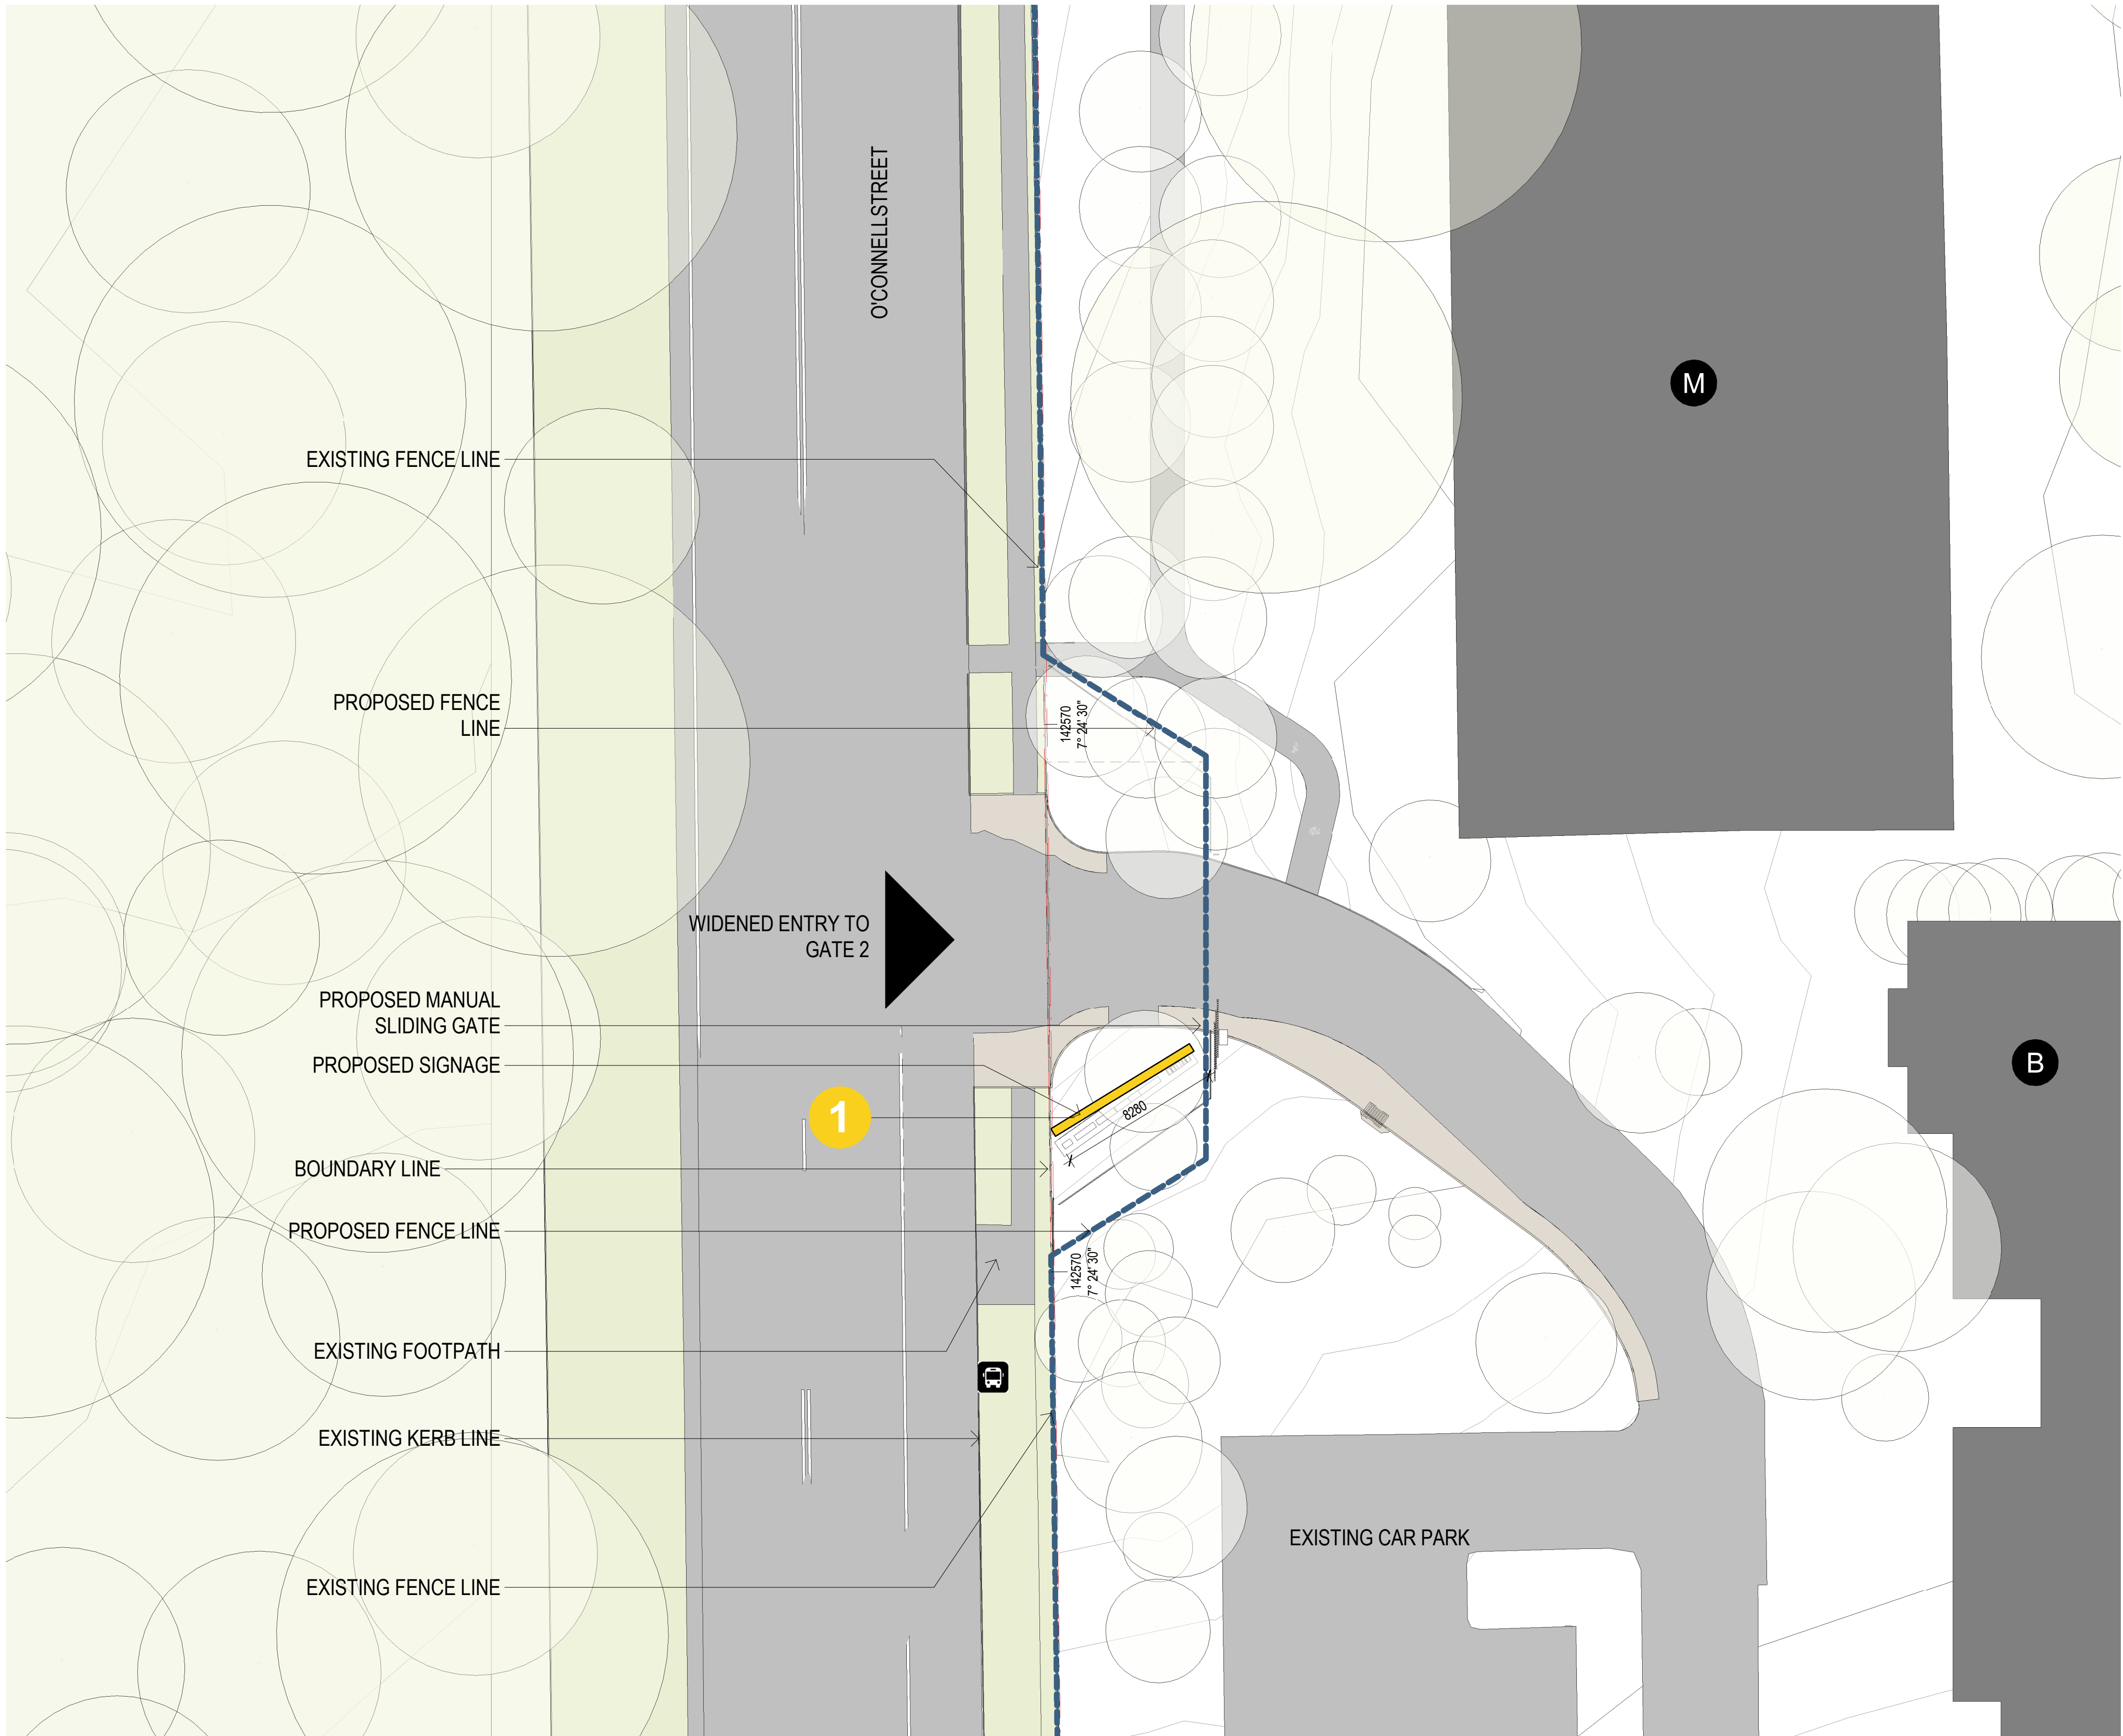 O'CONNELLSTREET
M
EXISTING FENCE LINE
PROPOSED FENCE
LINE
142570
7° 24' 30"
WIDENED ENTRY TO
GATE 2
PROPOSED MANUAL
SLIDING GATE
PROPOSED SIGNAGE
B
1
8280
BOUNDARY LINE
PROPOSED FENCE LINE
142570
7° 24' 30"
EXISTING FOOTPATH
EXISTING KERB LINE
EXISTING CAR PARK
EXISTING FENCE LINE